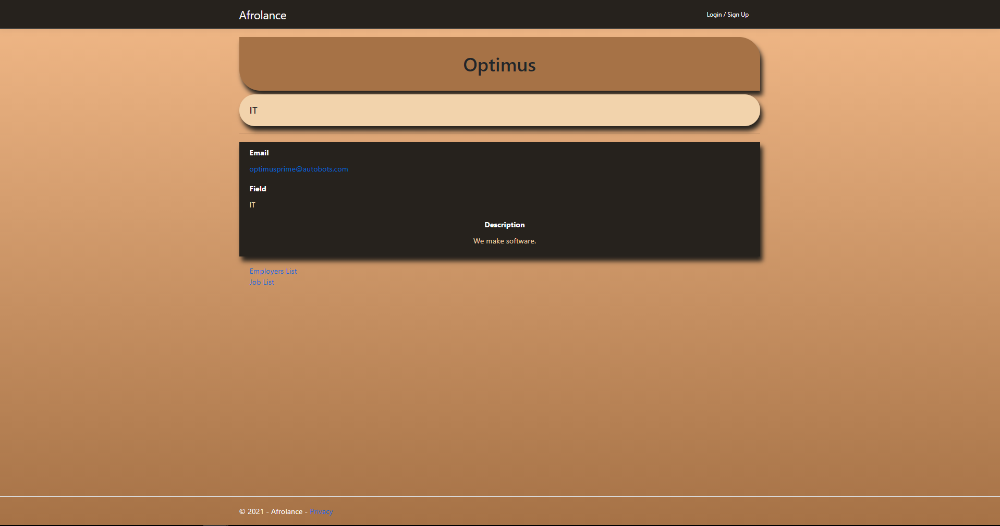 Afrolance
Login / Sign Up
Optimus
IT
Email
optimusprime@autobots.com
Field
IT
Description
We make software.
Employers List
Job List
© 2021 - Afrolance - Privacy